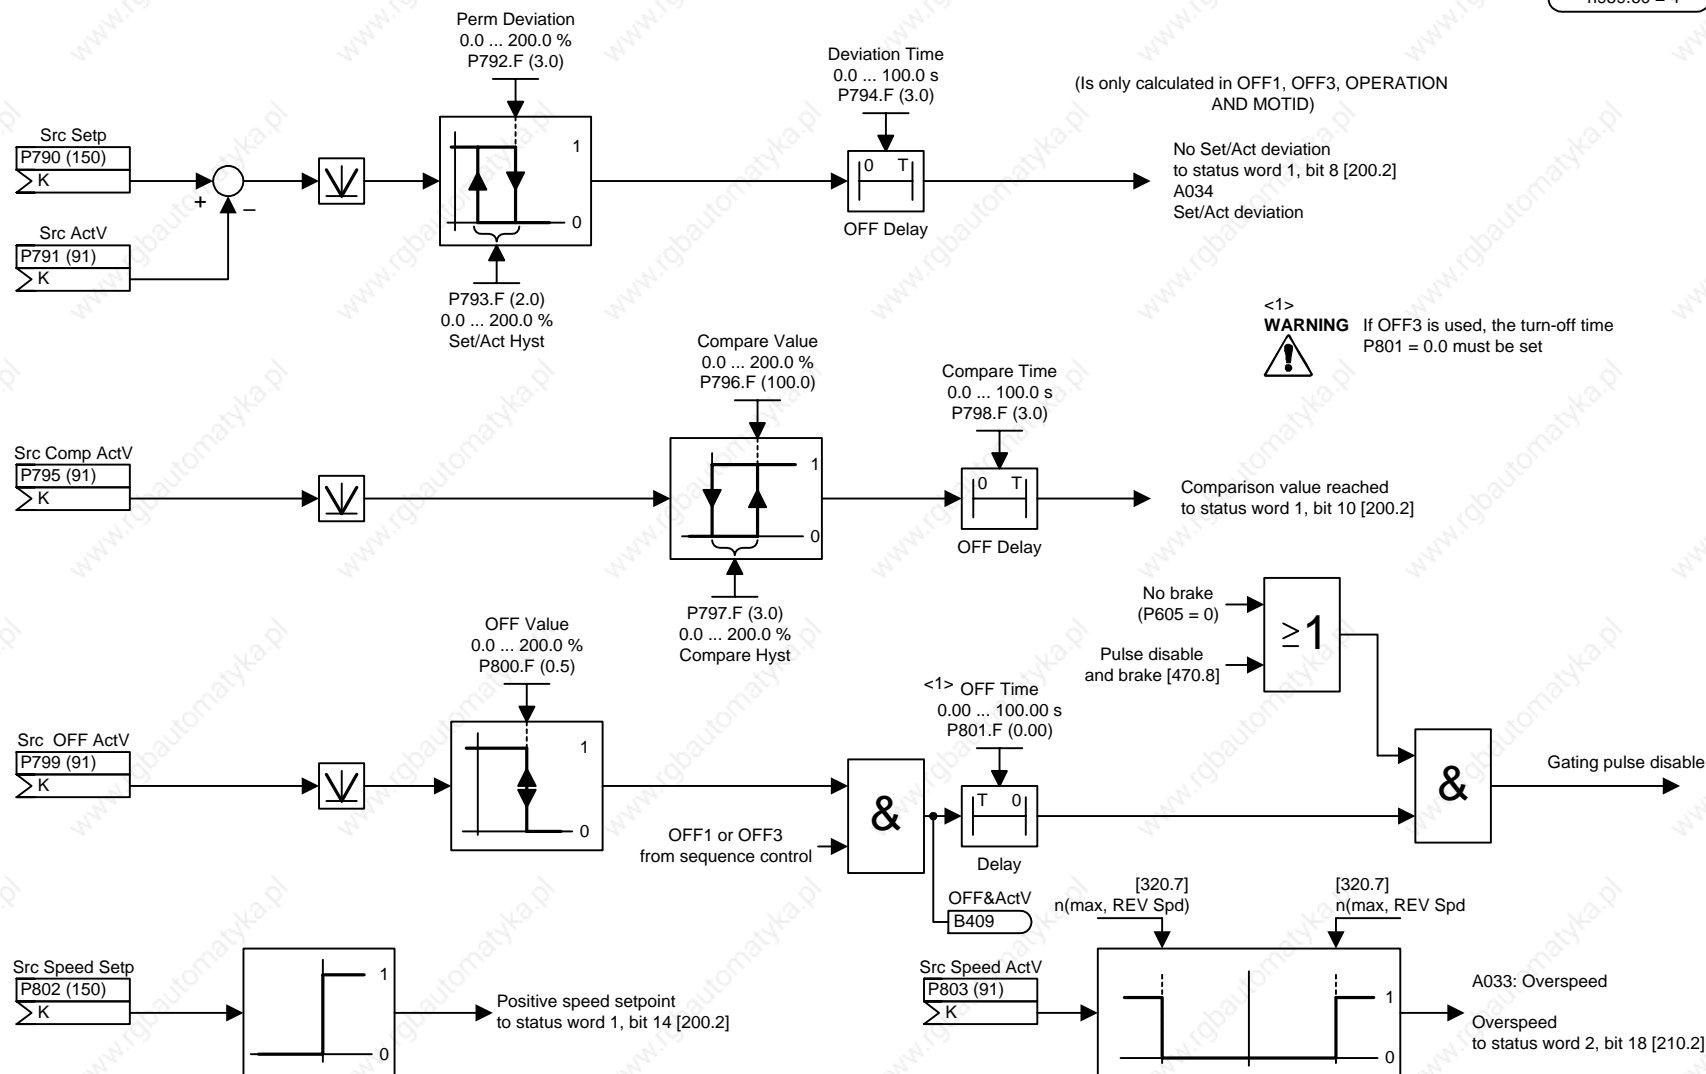 Perm Deviation
0.0 ... 200.0 %
P792.F (3.0)
Deviation Time
0.0 ... 100.0 s
P794.F (3.0)
(Is only calculated in OFF1, OFF3, OPERATION
AND MOTID)
Src Setp
P790 (150)
K
+
−
1
0
0 T
OFF Delay
No Set/Act deviation
to status word 1, bit 8 [200.2]
A034
Set/Act deviation
Src ActV
P791 (91)
K
P793.F (2.0)
0.0 ... 200.0 %
Set/Act Hyst
<1>
WARNING If OFF3 is used, the turn-off time
P801 = 0.0 must be set
Compare Value
0.0 ... 200.0 %
P796.F (100.0)
Compare Time
0.0 ... 100.0 s
P798.F (3.0)
Src Comp ActV
P795 (91)
K
1
0
0 T
OFF Delay
Comparison value reached
to status word 1, bit 10 [200.2]
P797.F (3.0)
0.0 ... 200.0 %
Compare Hyst
No brake
(P605 = 0)
Pulse disable
and brake [470.8]
≥1
OFF Value
0.0 ... 200.0 %
P800.F (0.5)
<1> OFF Time
0.00 ... 100.00 s
P801.F (0.00)
Src OFF ActV
P799 (91)
K
1
0
OFF1 or OFF3
from sequence control
&
T 0
Delay
&
Gating pulse disable
OFF&ActV
B409
[320.7]
n(max, REV Spd)
[320.7]
n(max, REV Spd
Src Speed Setp
P802 (150)
K
1
0
Positive speed setpoint
to status word 1, bit 14 [200.2]
Src Speed ActV
P803 (91)
K
1
0
A033: Overspeed
Overspeed
to status word 2, bit 18 [210.2]
www.rgbautomatyka.pl